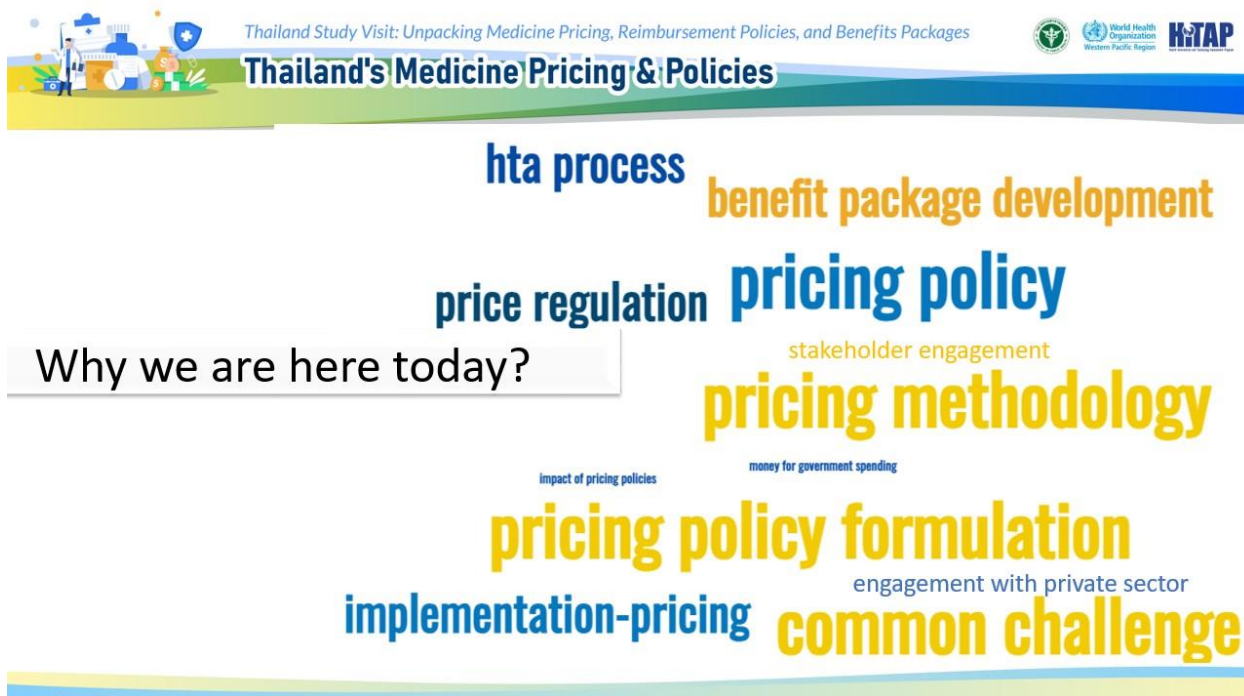 Thailand Study Visit: Unpacking Medicine Pricing, Reimbursement Policies, and Benefits Packages
Thailand's Medicine Pricing & Policies
World Health
Organization
Western Pacific Region
HiTAP
hta process
benefit package development
pricing policy
price regulation
Why we are here today?
stakeholder engagement
pricing methodology
money for government spending
impact of pricing policies
pricing policy formulation
engagement with private sector
implementation-pricing
common challenge